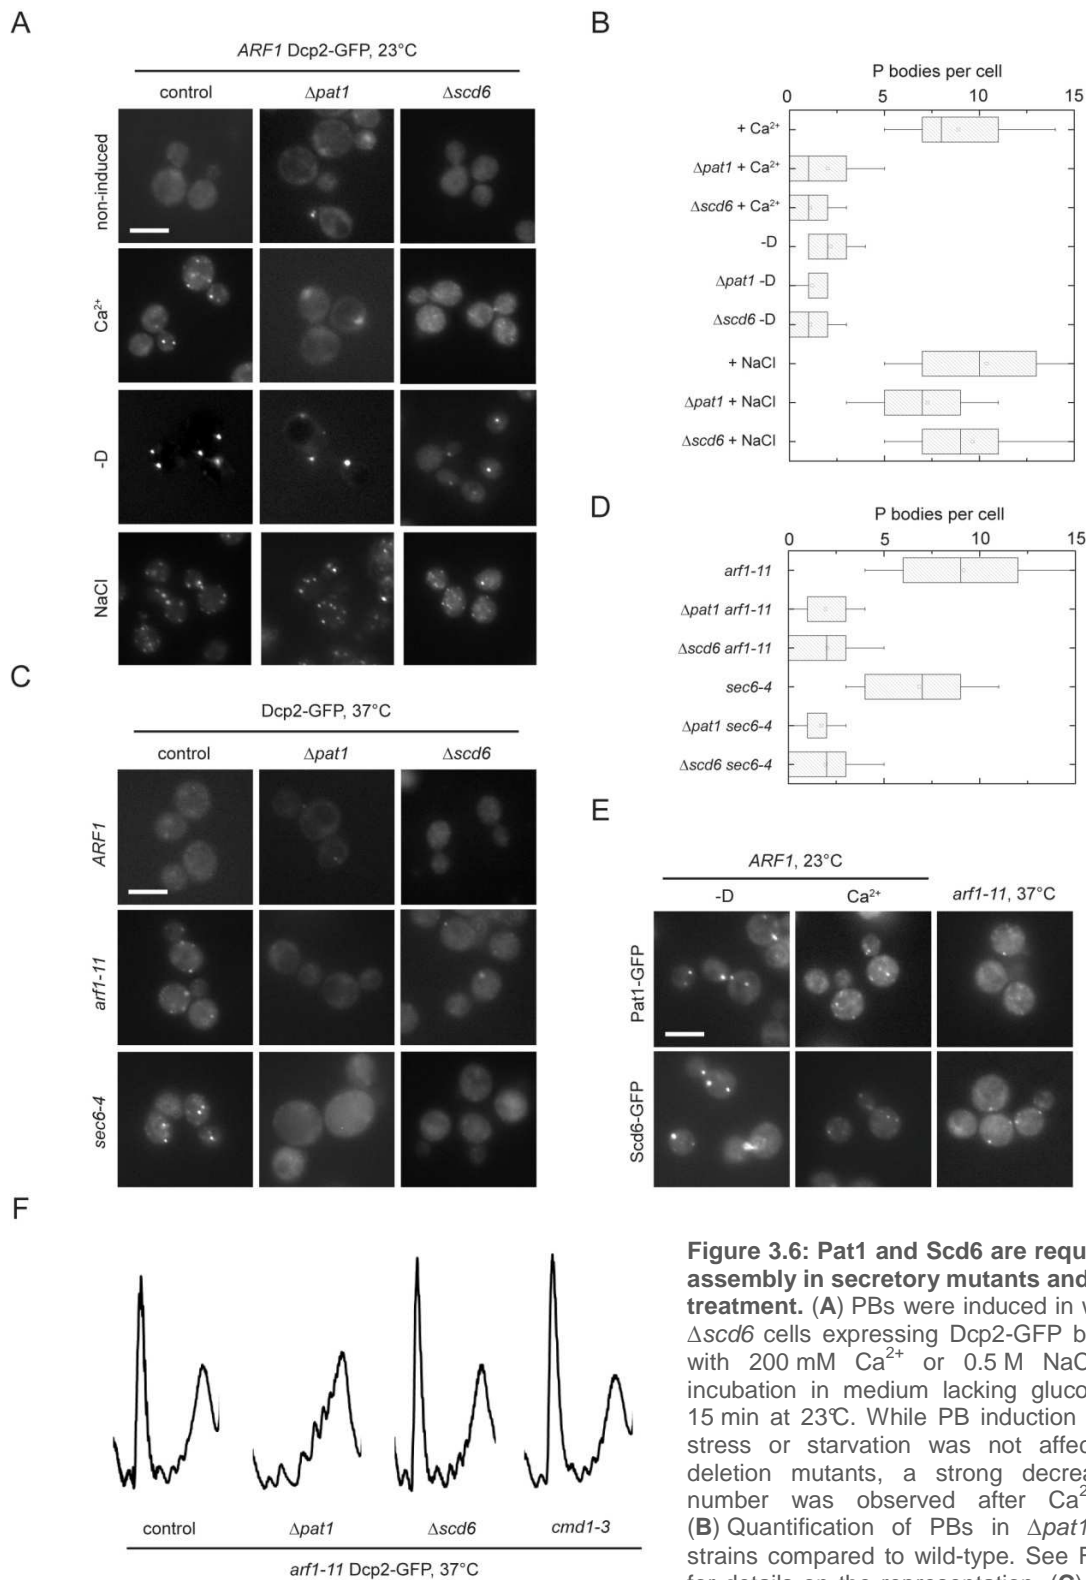 A
ARF1 Dcp2-GFP, 23°C
control Δpat1 Δscd6
non-induced
Ca²⁺
-D
NaCl
B
P bodies per cell
0 5 10 15
+ Ca²⁺
Δpat1 + Ca²⁺
Δscd6 + Ca²⁺
-D
Δpat1 -D
Δscd6 -D
+ NaCl
Δpat1 + NaCl
Δscd6 + NaCl
C
Dcp2-GFP, 37°C
control Δpat1 Δscd6
ARF1
arf1-11
sec6-4
D
P bodies per cell
0 5 10 15
arf1-11
Δpat1 arf1-11
Δscd6 arf1-11
sec6-4
Δpat1 sec6-4
Δscd6 sec6-4
E
ARF1, 23°C
-D Ca²⁺ arf1-11, 37°C
Pat1-GFP
Scd6-GFP
F
control Δpat1 Δscd6 cmd1-3
arf1-11 Dcp2-GFP, 37°C
Figure 3.6: Pat1 and Scd6 are requ
assembly in secretory mutants and
treatment. (A) PBs were induced in
Δscd6 cells expressing Dcp2-GFP b
with 200 mM Ca²⁺ or 0.5 M NaC
incubation in medium lacking gluco
15 min at 23°C. While PB induction
stress or starvation was not affec
deletion mutants, a strong decrea
number was observed after Ca²
(B) Quantification of PBs in Δpat1
strains compared to wild-type. See
for details on the representation. (C)